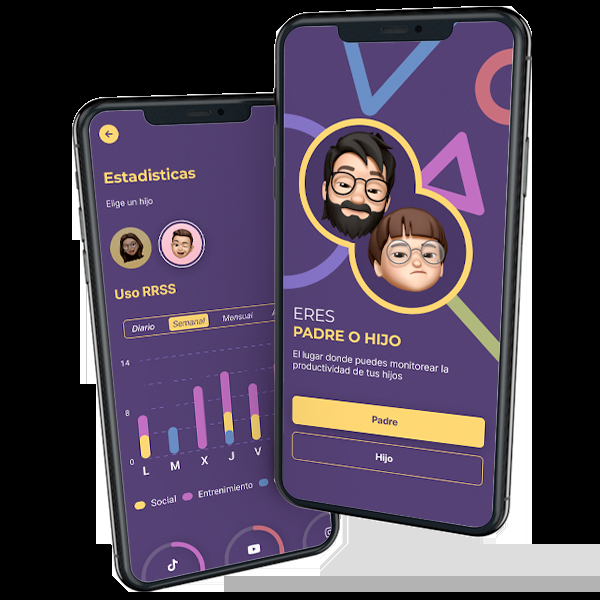 Estadisticas
Elige un hijo
Uso RRSS
Diario Semanal Mensual
14
8
0
L M X J V
Social Entrenimiento
ERES
PADRE O HIJO
El lugar donde puedes monitorear la
productividad de tus hijos
Padre
Hijo